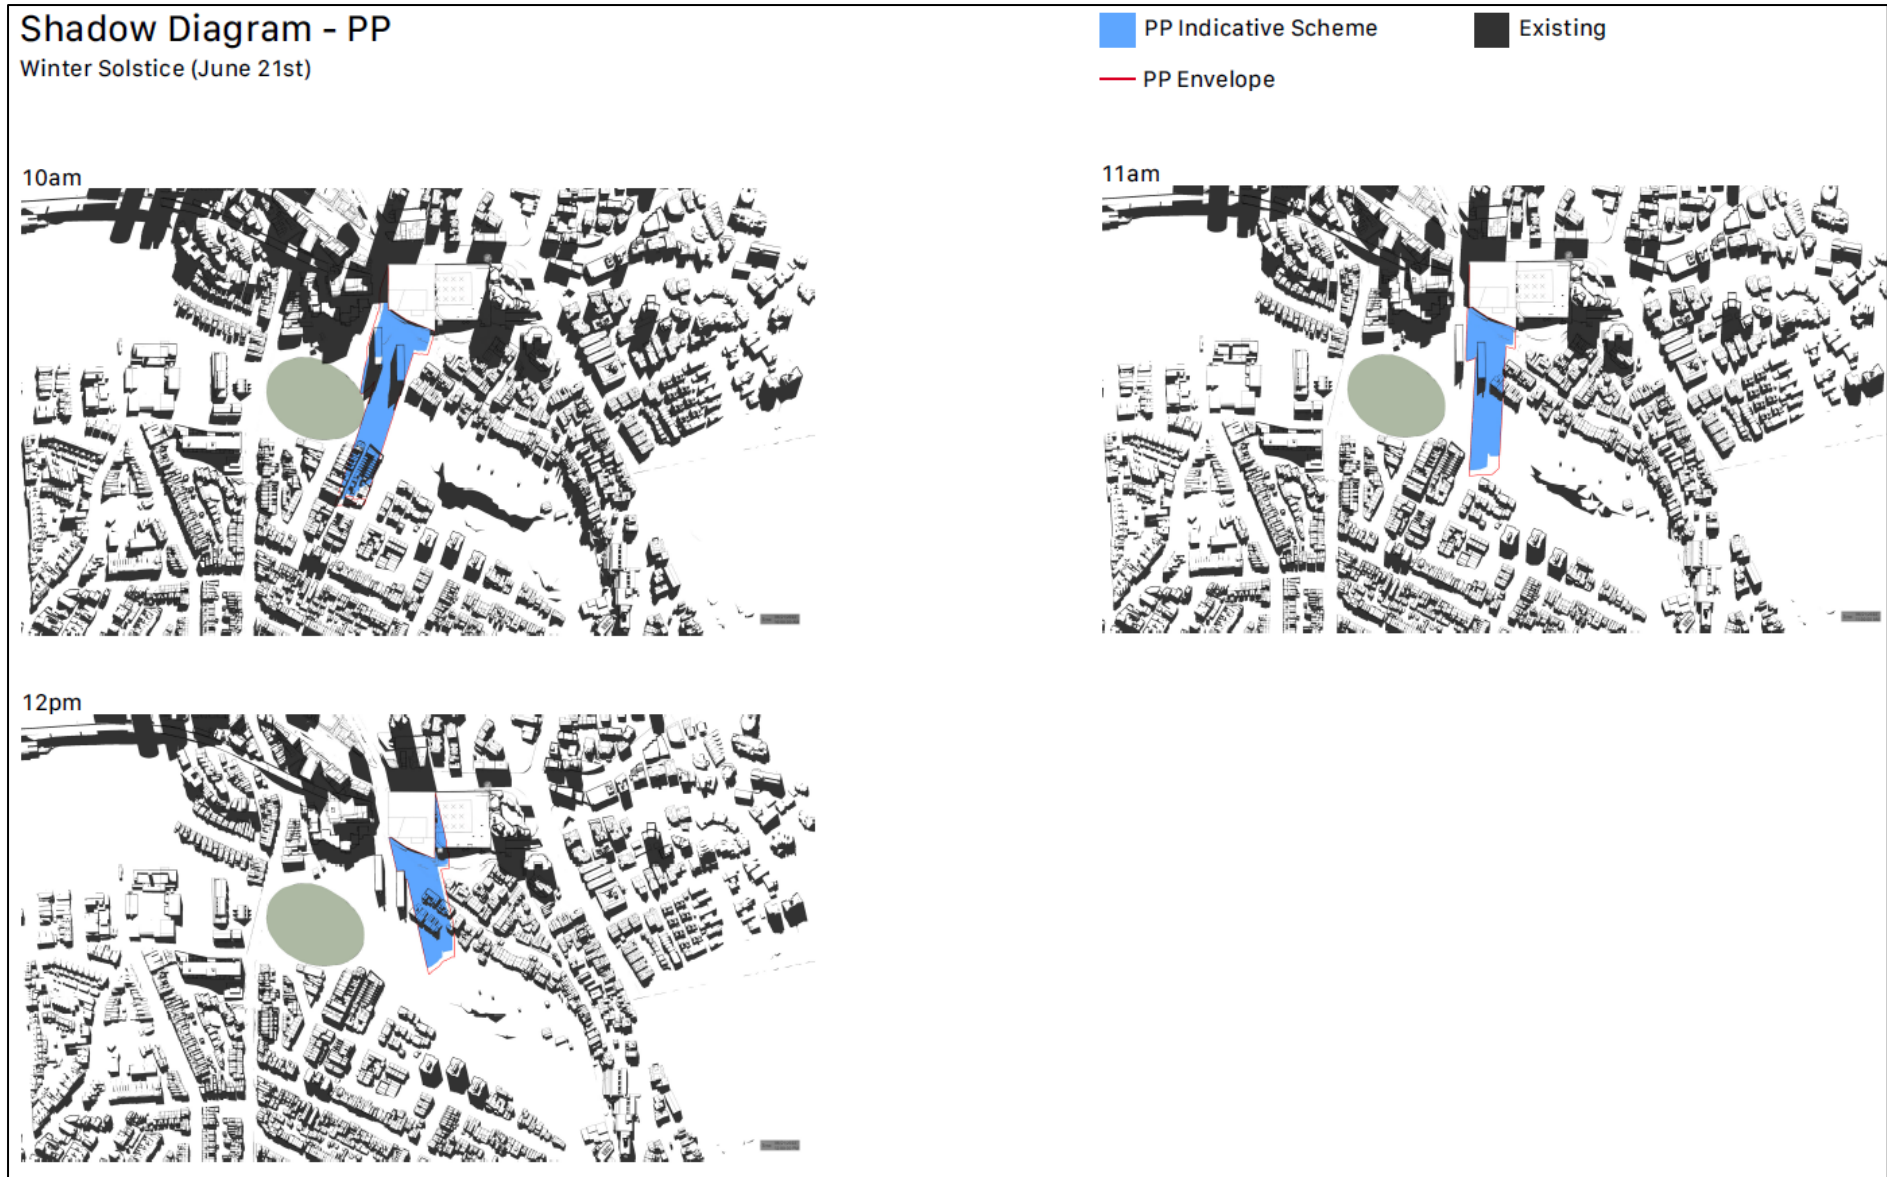 Shadow Diagram - PP
Winter Solstice (June 21st)
PP Indicative Scheme
Existing
PP Envelope
10am
11am
12pm